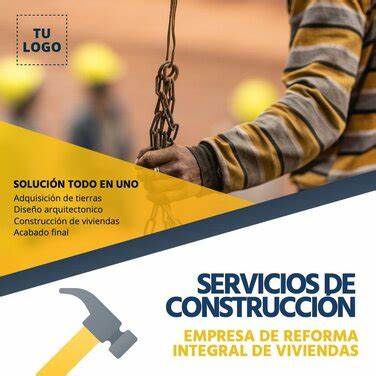 TU
LOGO
SOLUCIÓN TODO EN UNO
Adquisición de tierras
Diseño arquitectonico
Construcción de viviendas
Acabado final
SERVICIOS DE
CONSTRUCCIÓN
EMPRESA DE REFORMA
INTEGRAL DE VIVIENDAS